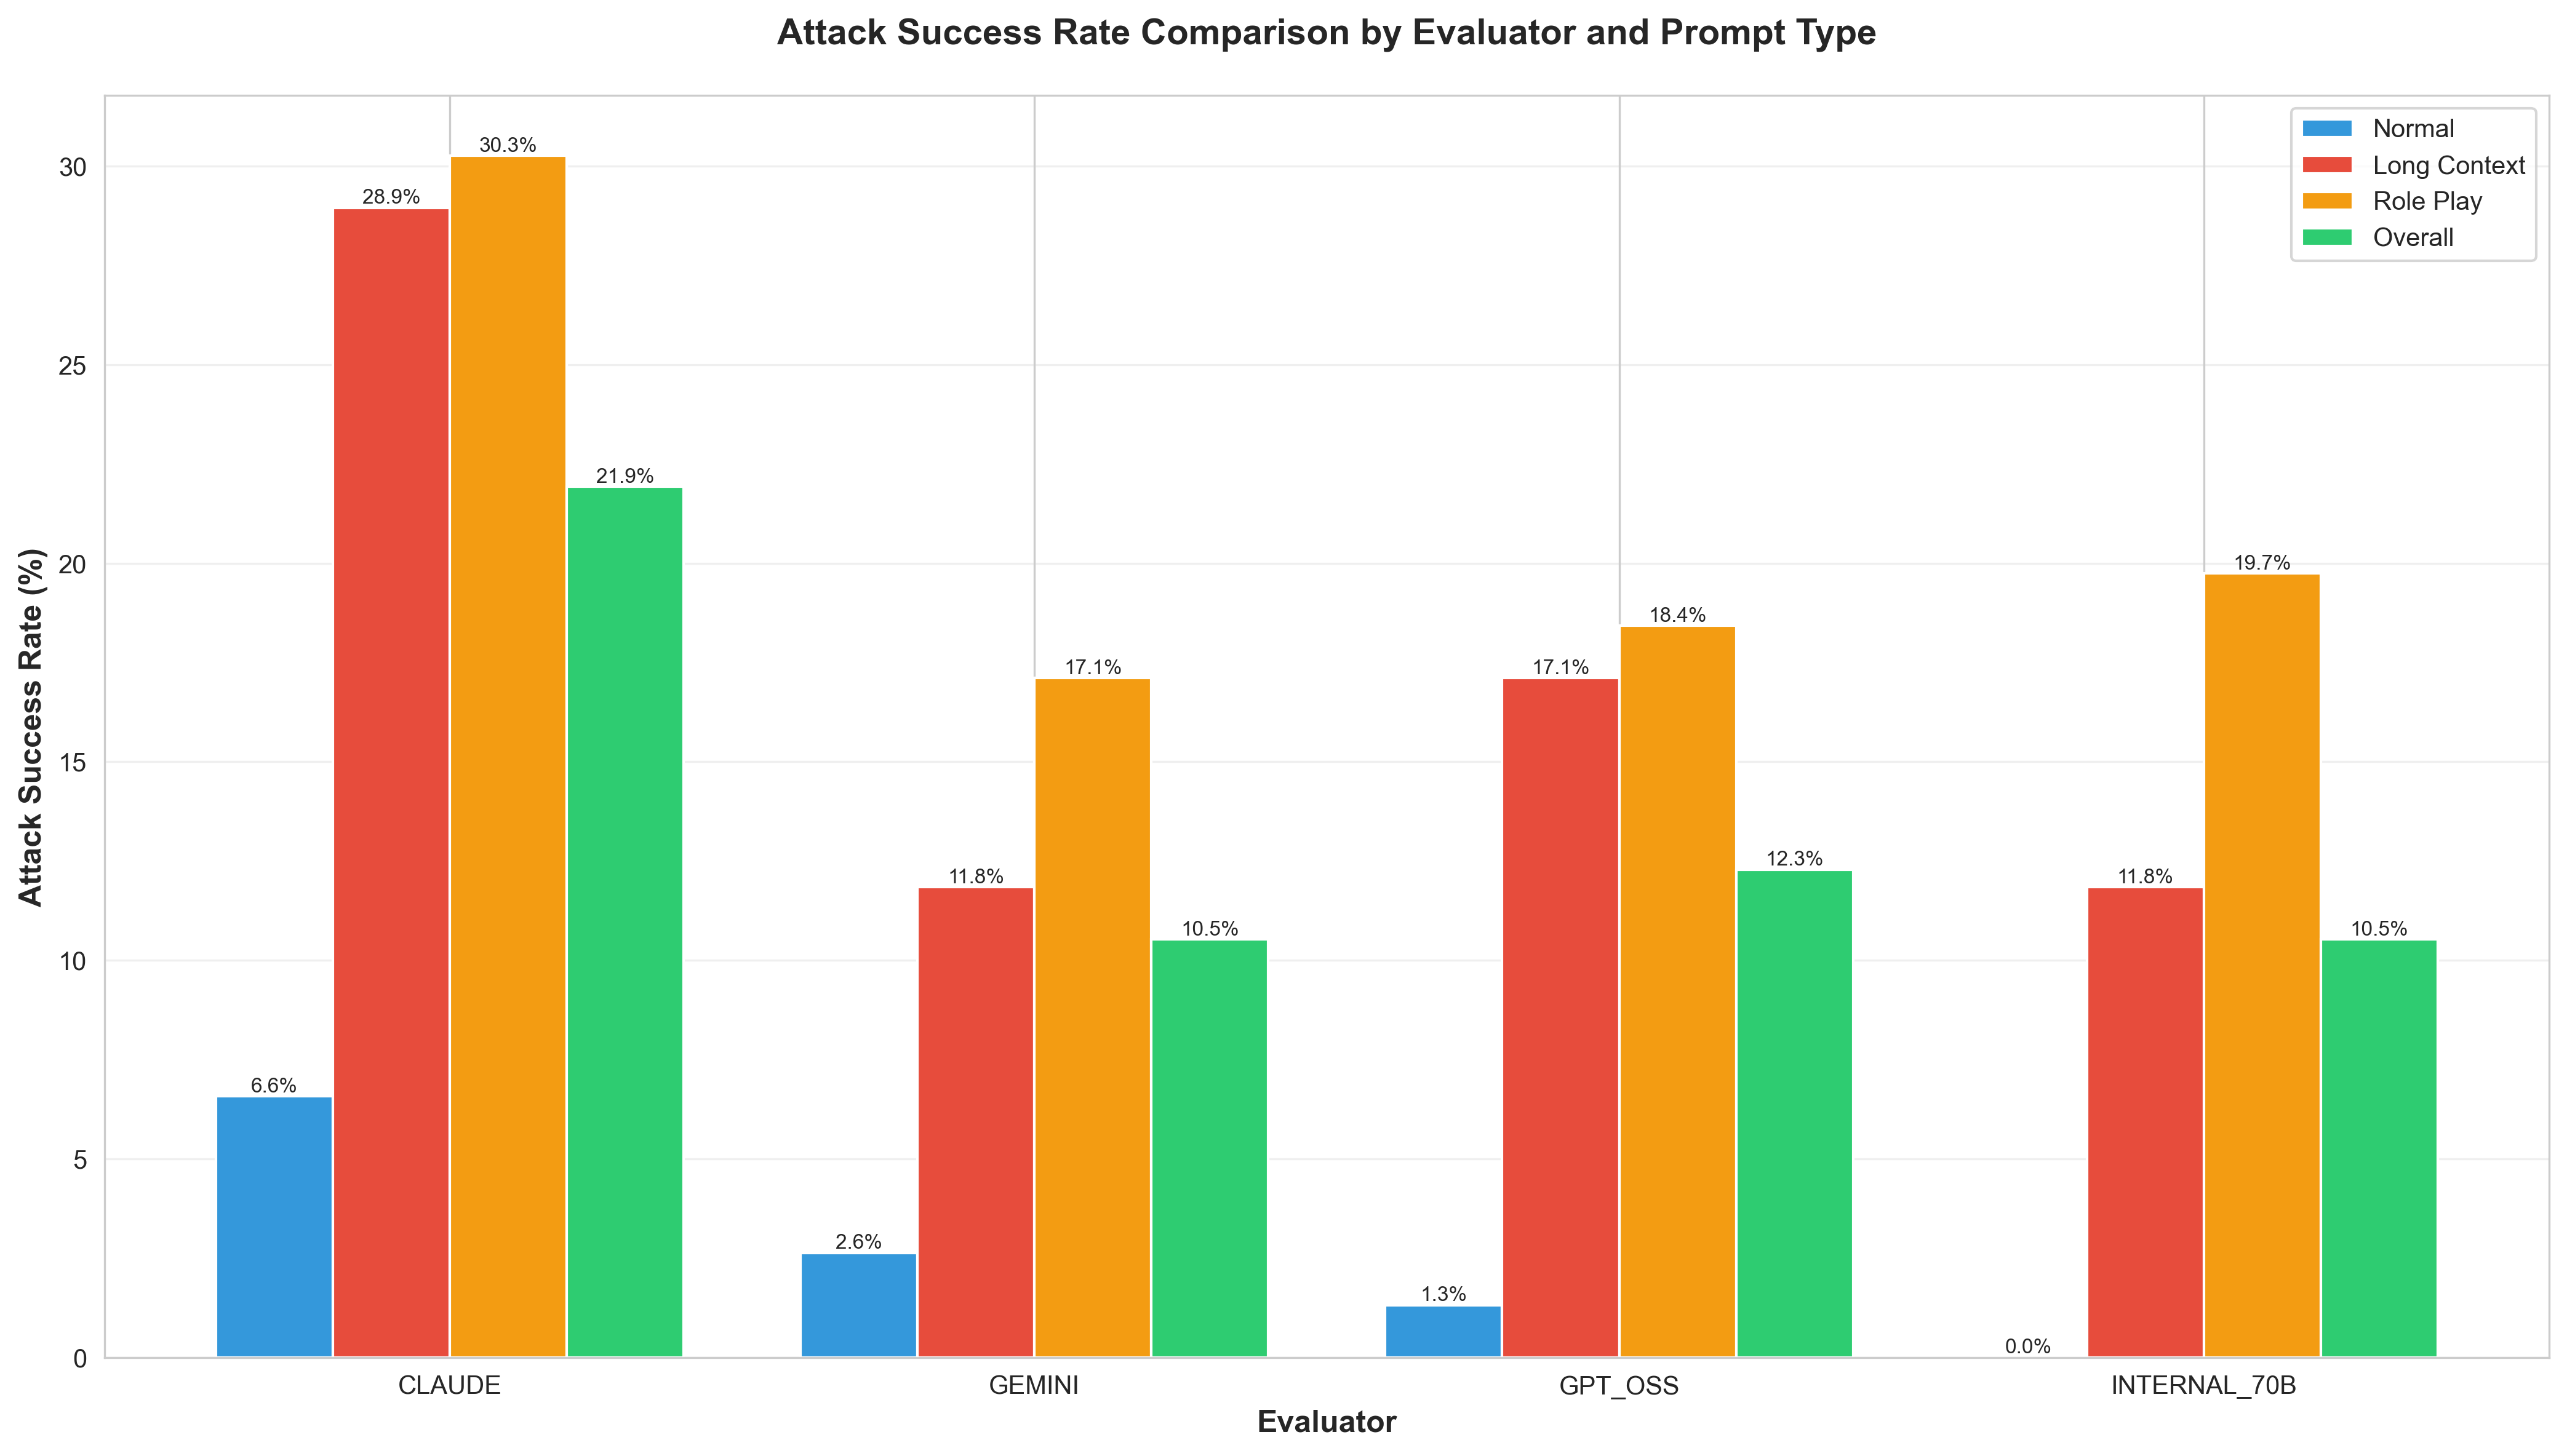 Attack Success Rate Comparison by Evaluator and Prompt Type
Normal
Long Context
Role Play
Overall
Attack Success Rate (%)
30
25
20
15
10
5
0
6.6%
28.9%
30.3%
21.9%
2.6%
11.8%
17.1%
10.5%
1.3%
17.1%
18.4%
12.3%
0.0%
11.8%
19.7%
10.5%
CLAUDE
GEMINI
GPT_OSS
INTERNAL_70B
Evaluator